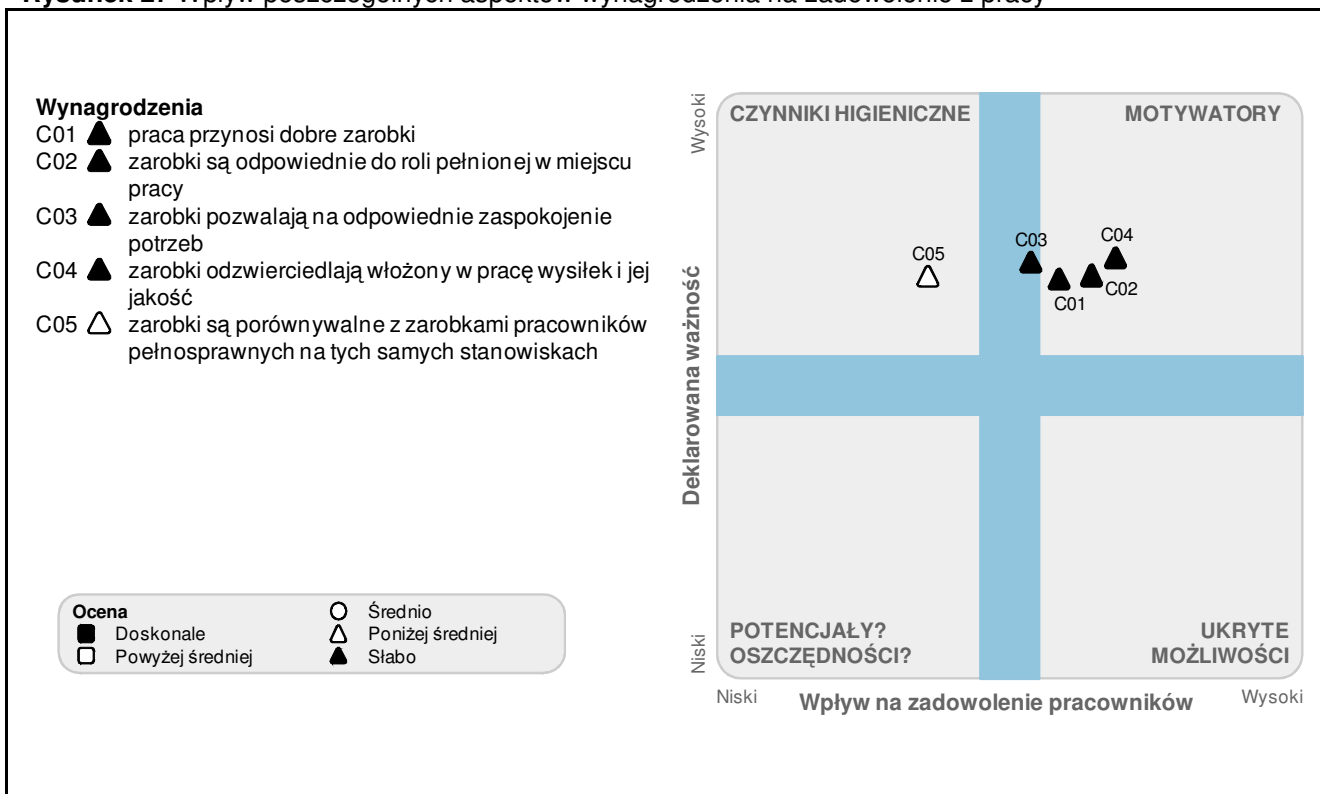 Wynagrodzenia
C01 praca przynosi dobre zarobki
C02 zarobki są odpowiednie do roli pełnionej w miejscu
pracy
C03 zarobki pozwalają na odpowiednie zaspokojenie
potrzeb
C04 zarobki odzwierciedlają włożony w pracę wysiłek i jej
jakość
C05 zarobki są porównywalne z zarobkami pracowników
pełnosprawnych na tych samych stanowiskach
Ocena
Doskonale
Powyżej średniej
Średnio
Poniżej średniej
Słabo
Wysoki
Deklarowana ważność
Niski
CZYNNIKI HIGIENICZNE
MOTYWATORY
C05
C03
C04
C01
C02
POTENCJAŁY?
OSZCZĘDNOŚCI?
UKRYTE
MOŻLIWOŚCI
Niski
Wpływ na zadowolenie pracowników
Wysoki